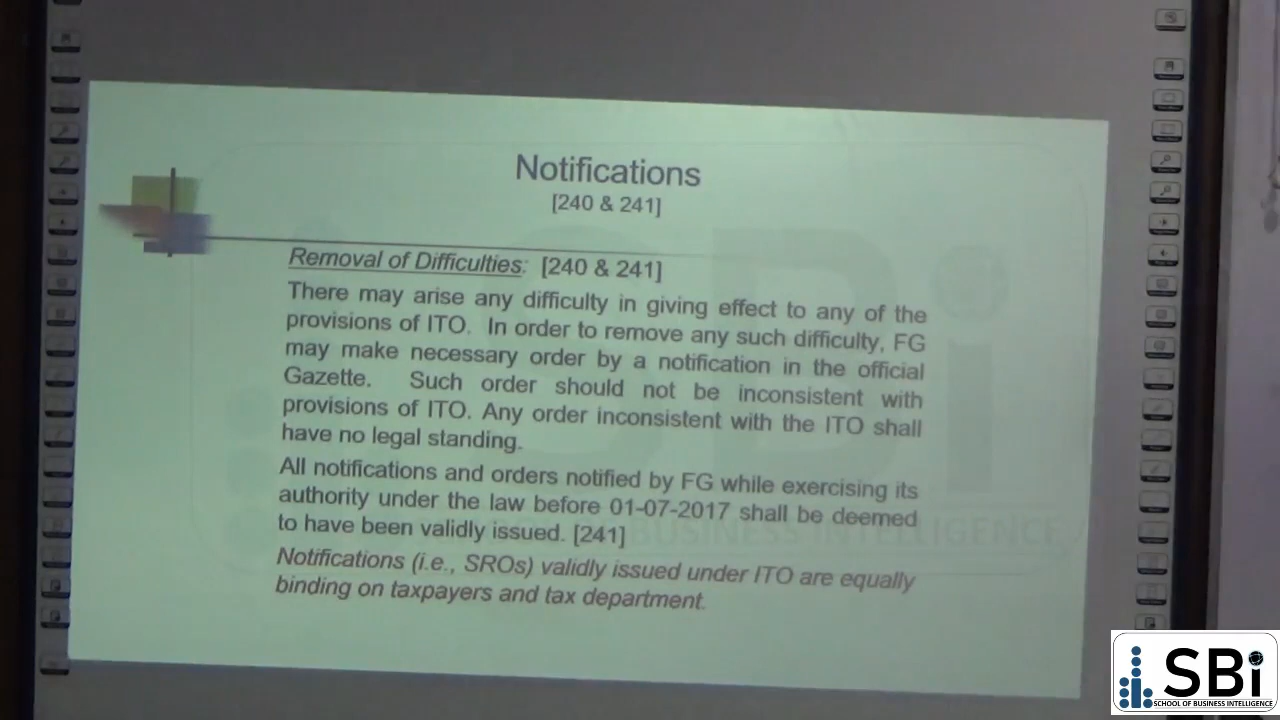 Notifications
[240 & 241]
Removal of Difficulties: [240 & 241]
There may arise any difficulty in giving effect to any of the
provisions of ITO. In order to remove any such difficulty, FG
may make necessary order by a notification in the official
Gazette. Such order should not be inconsistent with
provisions of ITO. Any order inconsistent with the ITO shall
have no legal standing.
All notifications and orders notified by FG while exercising its
authority under the law before 01-07-2017 shall be deemed
to have been validly issued. [241]
Notifications (i.e., SROs) validly issued under ITO are equally
binding on taxpayers and tax department.
BUSINESS INTELLIGENCE
SBi
SCHOOL OF BUSINESS INTELLIGENCE